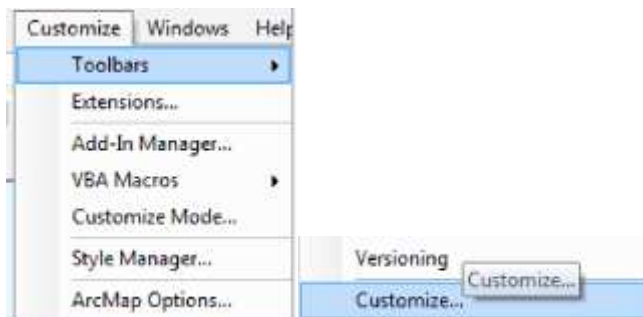 Customize Windows Help
Toolbars
Extensions...
Add-In Manager...
VBA Macros
Customize Mode...
Style Manager...
ArcMap Options...
Versioning
Customize...
Customize...